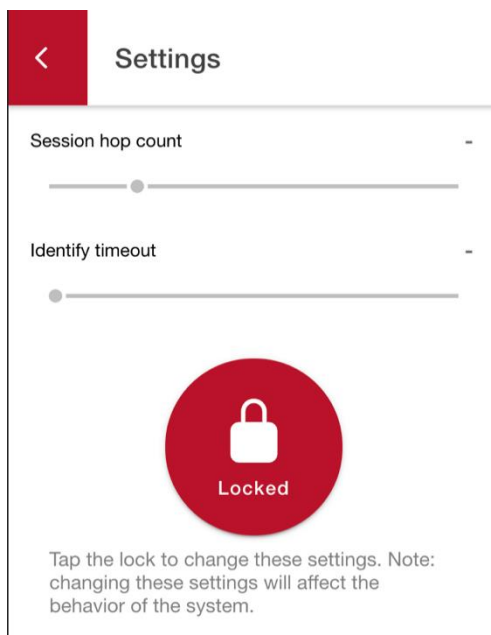 Settings
Session hop count -
Identify timeout -
Locked
Tap the lock to change these settings. Note:
changing these settings will affect the
behavior of the system.